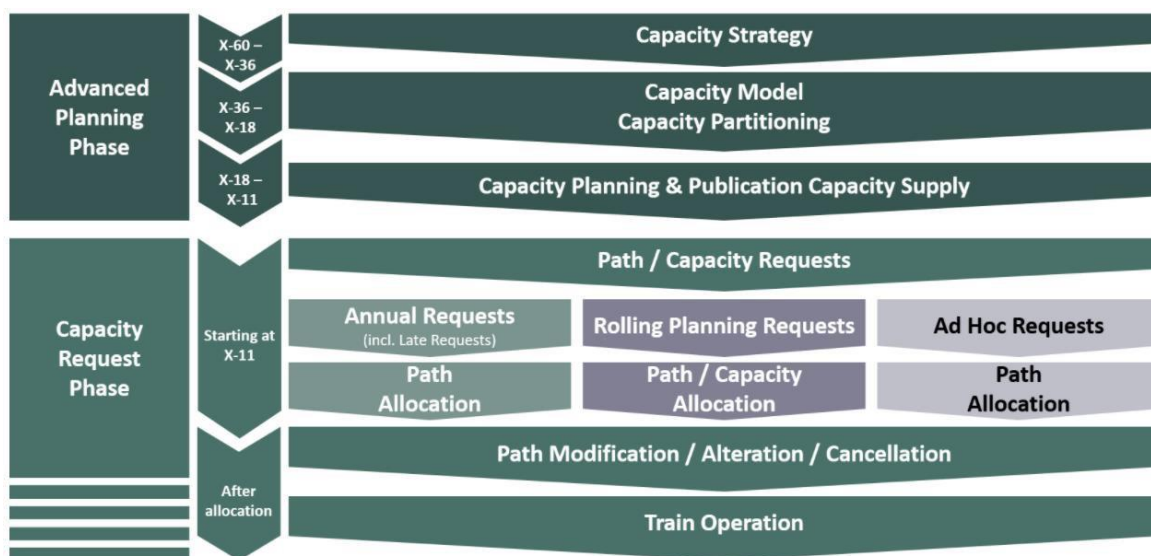 Advanced
Planning
Phase
X-60 –
X-36
Capacity Strategy
X-36 –
X-18
Capacity Model
Capacity Partitioning
X-18 –
X-11
Capacity Planning & Publication Capacity Supply
Capacity
Request
Phase
Starting at
X-11
Path / Capacity Requests
Annual Requests
(incl. Late Requests)
Rolling Planning Requests
Ad Hoc Requests
Path
Allocation
Path / Capacity
Allocation
Path
Allocation
After
allocation
Path Modification / Alteration / Cancellation
Train Operation